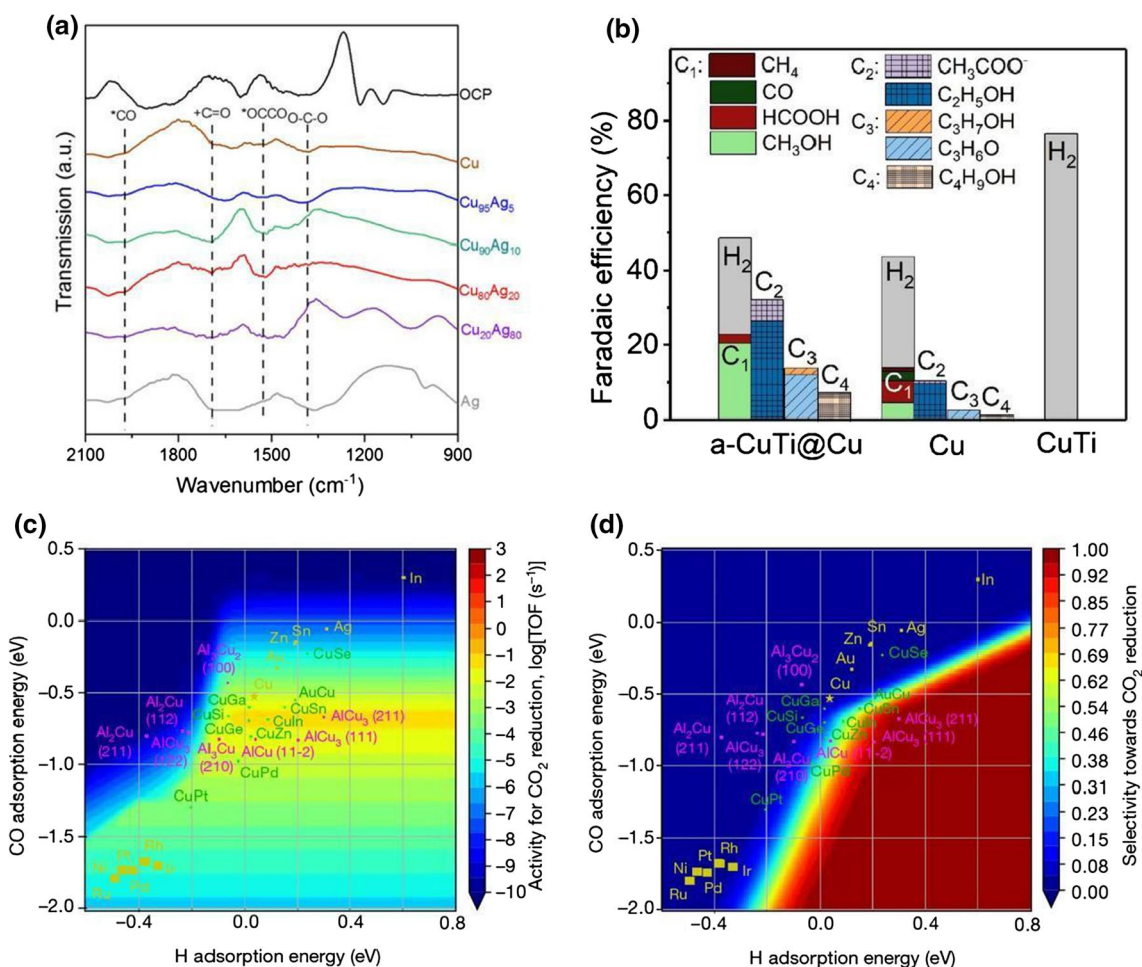 (a)
OCP
*CO
+C=O
*OCCO
O-C-O
Cu
Cu₉₅Ag₅
Cu₉₀Ag₁₀
Cu₈₀Ag₂₀
Cu₂₀Ag₈₀
Ag
Transmission (a.u.)
2100 1800 1500 1200 900
Wavenumber (cm⁻¹)
(b)
C₁:
CH₄
CO
HCOOH
CH₃OH
C₂:
CH₃COO⁻
C₂H₅OH
C₃:
C₃H₇OH
C₃H₆O
C₄:
C₄H₉OH
Faradaic efficiency (%)
80
60
40
20
0
H₂
C₁
C₂
C₃
C₄
H₂
C₁
C₂
C₃
C₄
H₂
a-CuTi@Cu Cu CuTi
(c)
0.5
0.0
−0.5
−1.0
−1.5
−2.0
CO adsorption energy (eV)
In
Ag
Sn
Zn
CuSe
Al₃Cu₂
(100)
Cu
Al₂Cu
(112)
CuGa
AuCu
CuSi
CuSn
Al₂Cu
(211)
AlCu₃
(122)
CuGe
CuIn
AlCu₃ (211)
CuZn
AlCu₃ (111)
Al₃Cu
(210)
AlCu (11-2)
CuPd
CuPt
Rh
Pt
Ni
Ir
Pd
Ru
−0.4 0.0 0.4 0.8
H adsorption energy (eV)
3
2
1
0
−1
−2
−3
−4
−5
−6
−7
−8
−9
−10
Activity for CO₂ reduction, log[TOF (s⁻¹)]
(d)
0.5
0.0
−0.5
−1.0
−1.5
−2.0
CO adsorption energy (eV)
In
Ag
Sn
Zn
CuSe
Au
Al₃Cu₂
(100)
Cu
Al₂Cu
(112)
CuGa
AuCu
CuSi
CuSn
Al₂Cu
(211)
AlCu₃
(122)
CuGe
CuIn
AlCu₃ (211)
CuZn
AlCu₃ (111)
AlCu (11-2)
Al₃Cu
(210)
CuPd
CuPt
Rh
Pt
Ni
Ir
Pd
Ru
−0.4 0.0 0.4 0.8
H adsorption energy (eV)
1.00
0.92
0.83
0.76
0.67
0.61
0.55
0.45
0.39
0.33
0.23
0.15
0.08
0.00
Selectivity towards CO₂ reduction